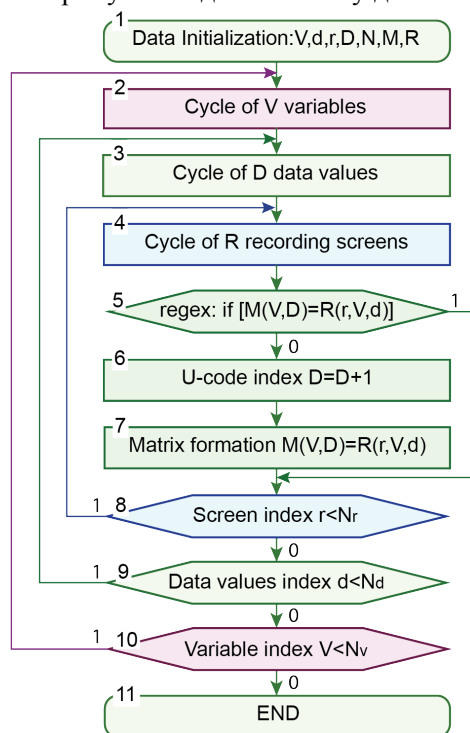 1
Data Initialization:V,d,r,D,N,M,R
2
Cycle of V variables
3
Cycle of D data values
4
Cycle of R recording screens
5
regex: if [M(V,D)=R(r,V,d)]
1
0
6
U-code index D=D+1
7
Matrix formation M(V,D)=R(r,V,d)
1
8
Screen index r<Nr
0
1
9
Data values index d<Nd
0
1
10
Variable index V<Nv
0
11
END